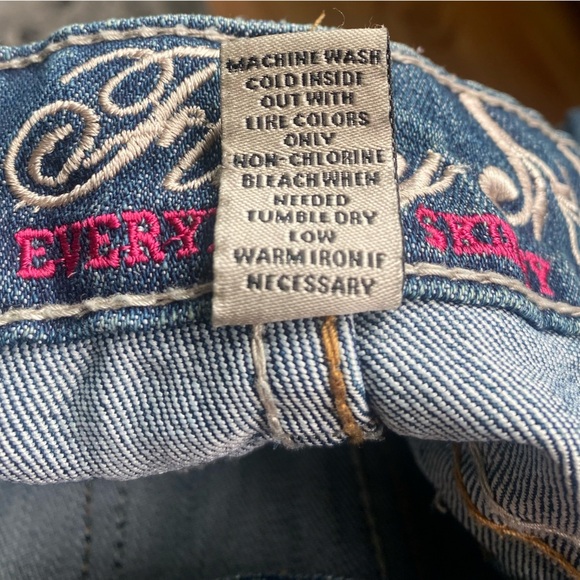 MACHINE WASH
COLD INSIDE
OUT WITH
LIKE COLORS
ONLY
NON-CHLORINE
BLEACH WHEN
NEEDED
TUMBLE DRY
LOW
WARM IRON IF
NECESSARY